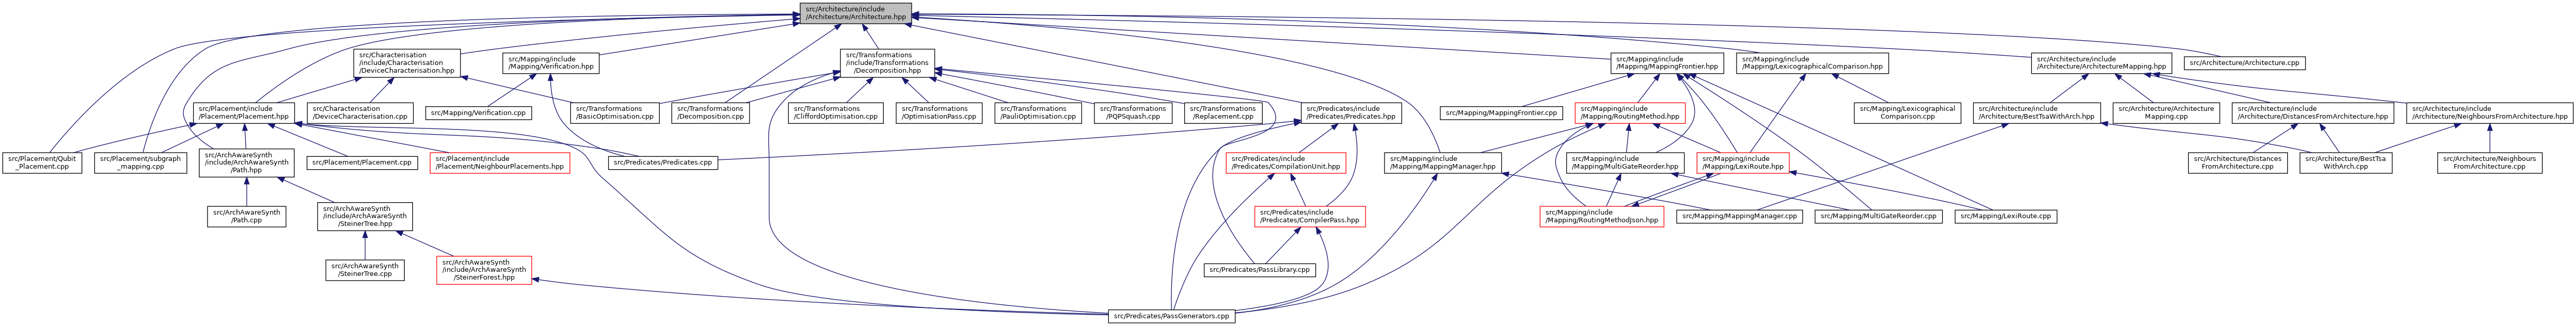 src/Architecture/include
/Architecture/Architecture.hpp
src/Characterisation
/include/Characterisation
/DeviceCharacterisation.hpp
src/Mapping/include
/Mapping/Verification.hpp
src/Transformations
/include/Transformations
/Decomposition.hpp
src/Mapping/include
/Mapping/MappingFrontier.hpp
src/Mapping/include
/Mapping/LexicographicalComparison.hpp
src/Architecture/include
/Architecture/ArchitectureMapping.hpp
src/Architecture/Architecture.cpp
src/Placement/include
/Placement/Placement.hpp
src/Characterisation
/DeviceCharacterisation.cpp
src/Mapping/Verification.cpp
src/Transformations
/BasicOptimisation.cpp
src/Transformations
/Decomposition.cpp
src/Transformations
/CliffordOptimisation.cpp
src/Transformations
/OptimisationPass.cpp
src/Transformations
/PauliOptimisation.cpp
src/Transformations
/PQPSquash.cpp
src/Transformations
/Replacement.cpp
src/Predicates/include
/Predicates/Predicates.hpp
src/Mapping/MappingFrontier.cpp
src/Mapping/include
/Mapping/RoutingMethod.hpp
src/Mapping/Lexicographical
Comparison.cpp
src/Architecture/include
/Architecture/BestTsaWithArch.hpp
src/Architecture/Architecture
Mapping.cpp
src/Architecture/include
/Architecture/DistancesFromArchitecture.hpp
src/Architecture/include
/Architecture/NeighboursFromArchitecture.hpp
src/Placement/Qubit
_Placement.cpp
src/Placement/subgraph
_mapping.cpp
src/ArchAwareSynth
/include/ArchAwareSynth
/Path.hpp
src/Placement/Placement.cpp
src/Placement/include
/Placement/NeighbourPlacements.hpp
src/Predicates/Predicates.cpp
src/Predicates/include
/Predicates/CompilationUnit.hpp
src/Mapping/include
/Mapping/MappingManager.hpp
src/Mapping/include
/Mapping/MultiGateReorder.hpp
src/Mapping/include
/Mapping/LexiRoute.hpp
src/Architecture/Distances
FromArchitecture.cpp
src/Architecture/BestTsa
WithArch.cpp
src/Architecture/Neighbours
FromArchitecture.cpp
src/ArchAwareSynth
/Path.cpp
src/ArchAwareSynth
/include/ArchAwareSynth
/SteinerTree.hpp
src/Predicates/include
/Predicates/CompilerPass.hpp
src/Mapping/include
/Mapping/RoutingMethodJson.hpp
src/Mapping/MappingManager.cpp
src/Mapping/MultiGateReorder.cpp
src/Mapping/LexiRoute.cpp
src/ArchAwareSynth
/SteinerTree.cpp
src/ArchAwareSynth
/include/ArchAwareSynth
/SteinerForest.hpp
src/Predicates/PassLibrary.cpp
src/Predicates/PassGenerators.cpp